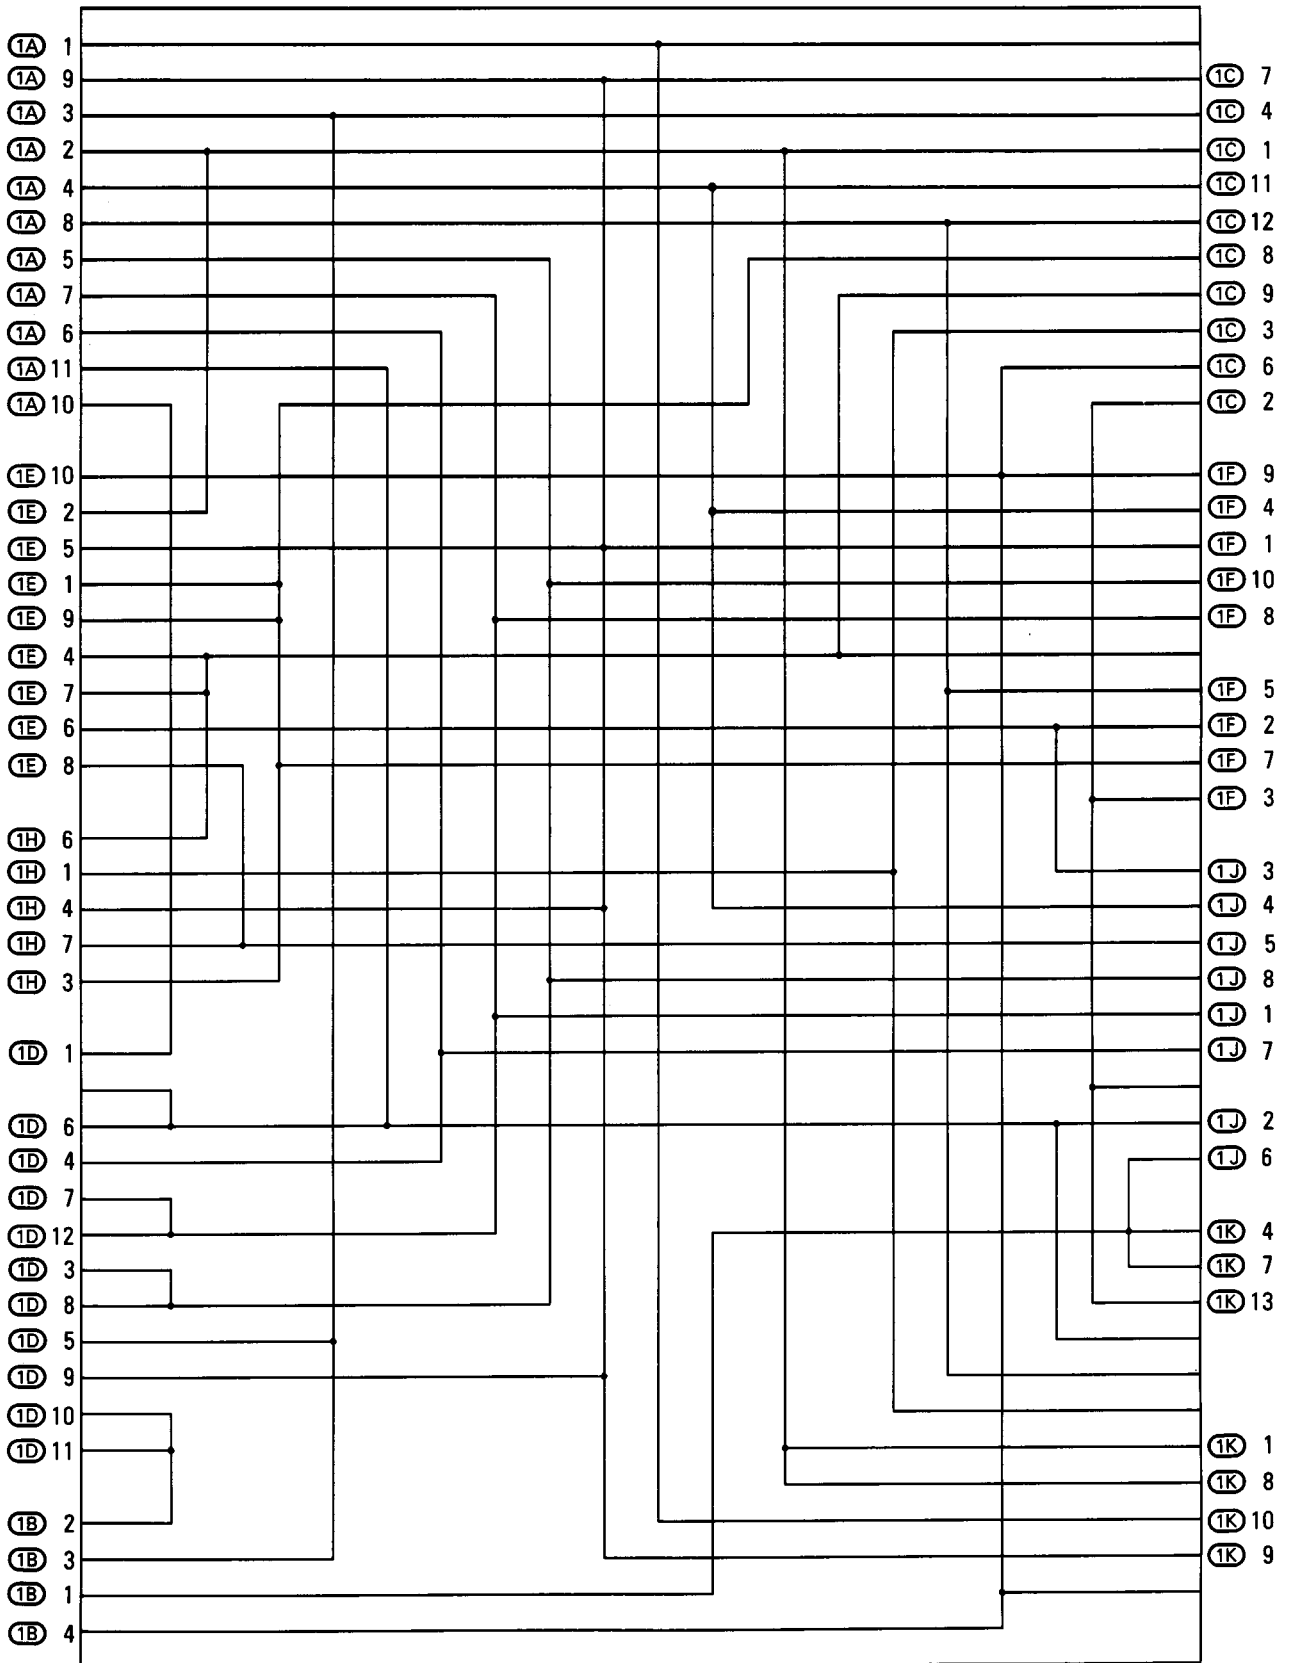 1A 1
1A 9 1C 7
1A 3 1C 4
1A 2 1C 1
1A 4 1C 11
1A 8 1C 12
1A 5 1C 8
1A 7 1C 9
1A 6 1C 3
1A 11 1C 6
1A 10 1C 2
1E 10 1F 9
1E 2 1F 4
1E 5 1F 1
1E 1 1F 10
1E 9 1F 8
1E 4
1E 7 1F 5
1E 6 1F 2
1E 8 1F 7
1F 3
1H 6
1H 1 1J 3
1H 4 1J 4
1H 7 1J 5
1H 3 1J 8
1J 1
1D 1 1J 7
1D 6 1J 2
1D 4 1J 6
1D 7
1D 12 1K 4
1D 3 1K 7
1D 8 1K 13
1D 5
1D 9
1D 10
1D 11 1K 1
1K 8
1B 2 1K 10
1B 3 1K 9
1B 1
1B 4